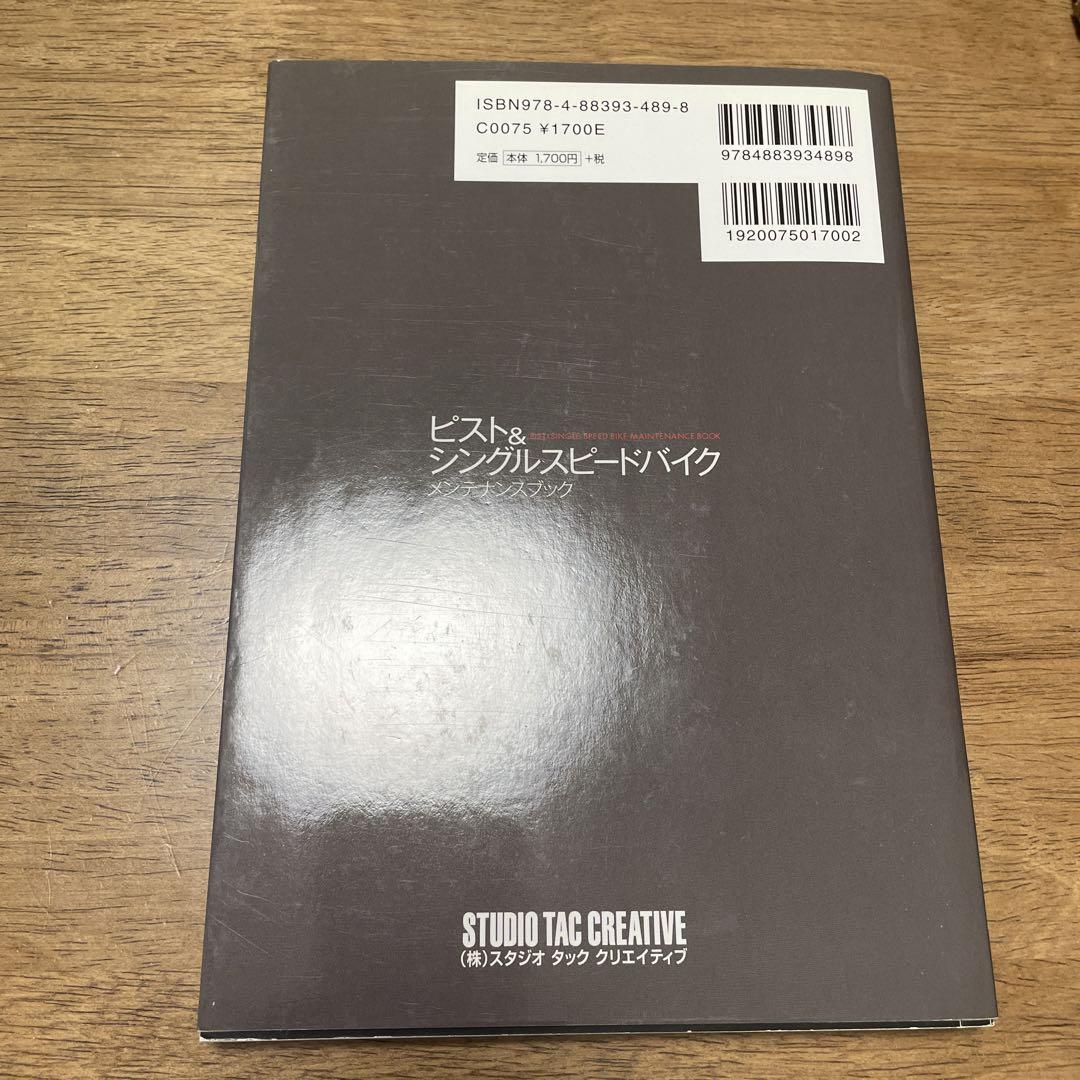 ISBN978-4-88393-489-8
C0075 ¥1700E
定価 本体 1,700円 +税
9784883934898
1920075017002
ピスト&
PIST&SINGLE SPEED BIKE MAINTENANCE BOOK
シングルスピードバイク
メンテナンスブック
STUDIO TAC CREATIVE
(株)スタジオ タック クリエイティブ